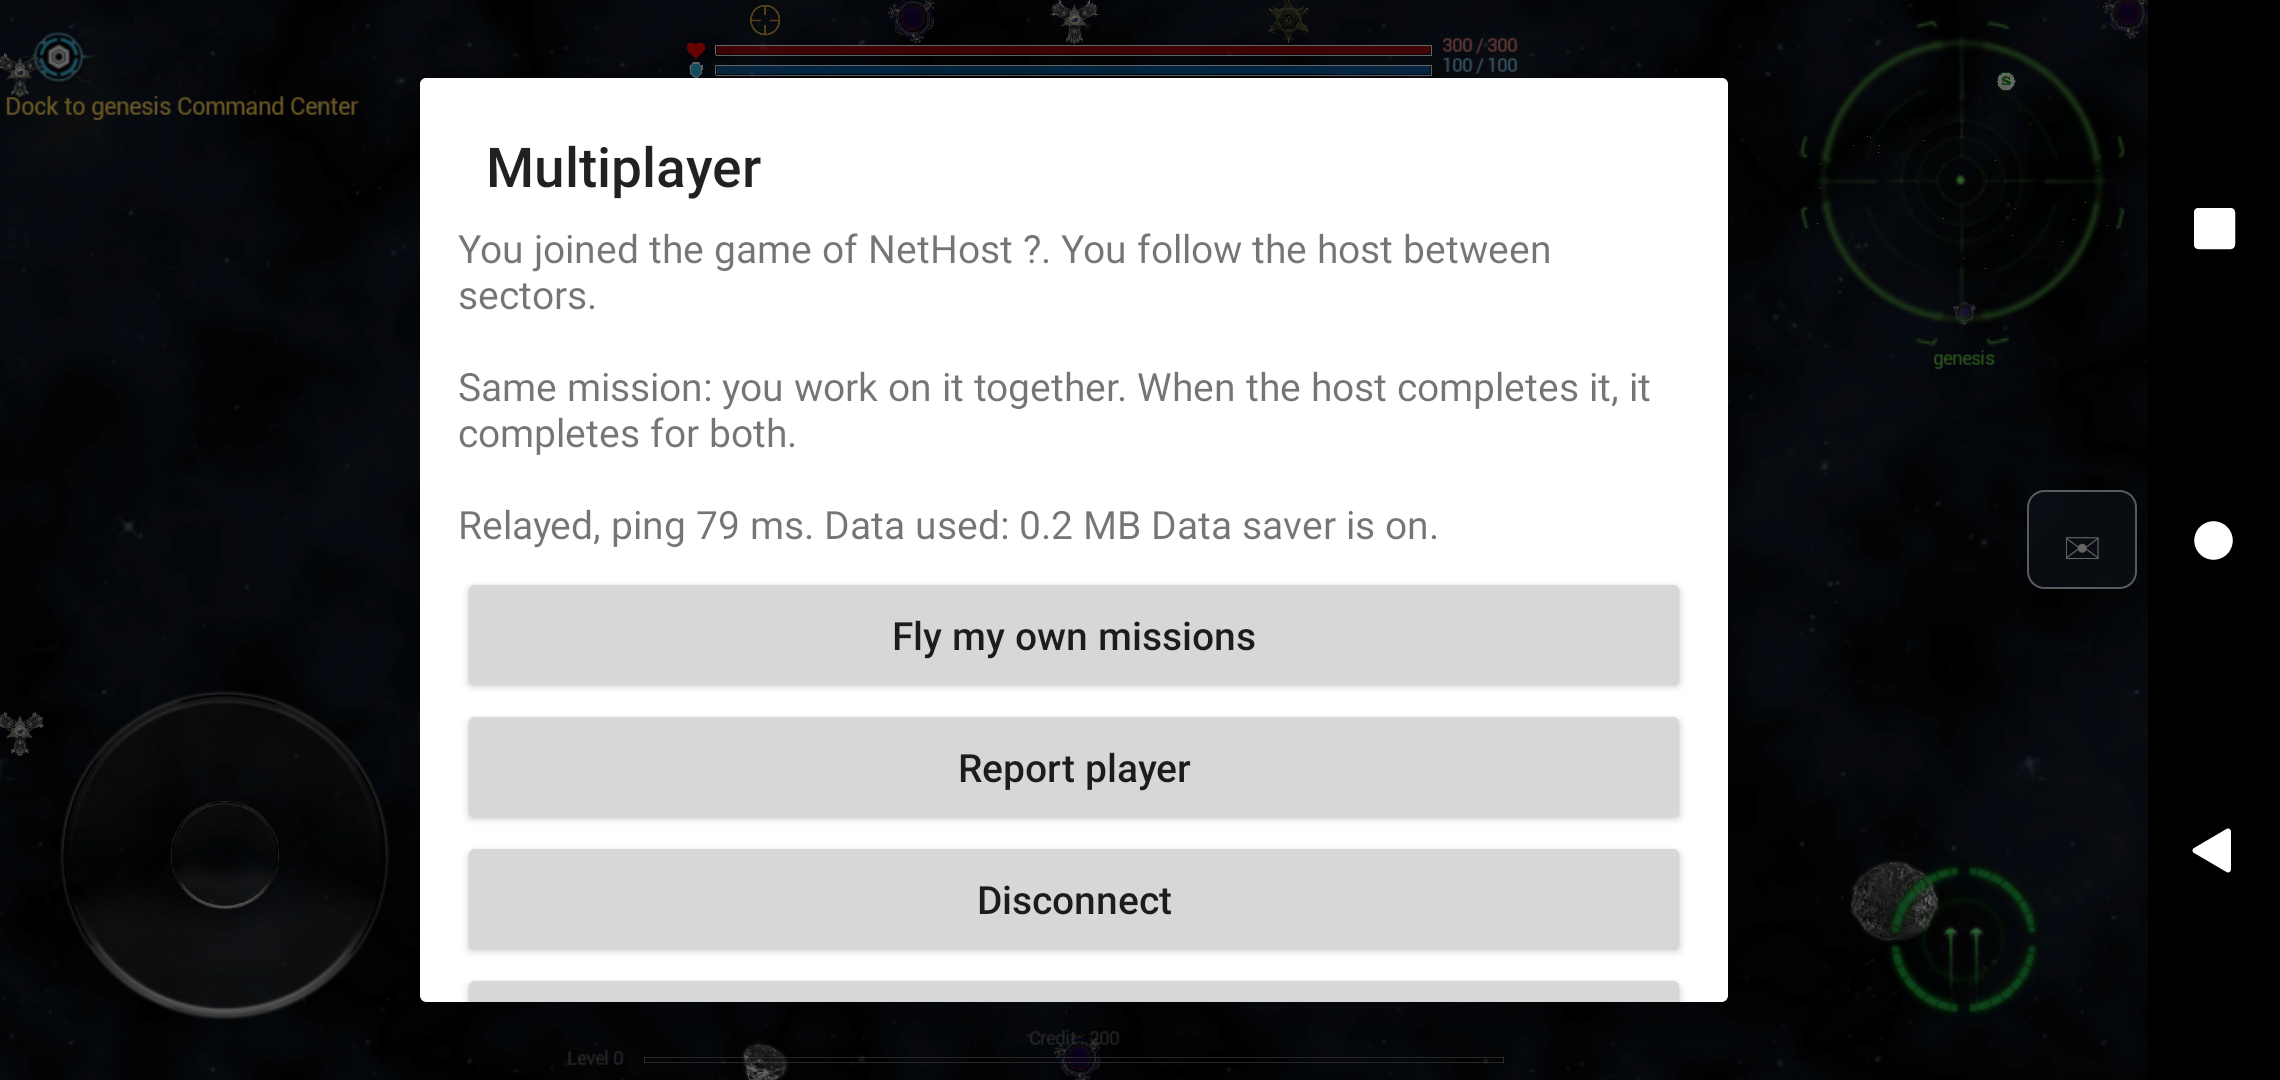 300 / 300
100 / 100
Dock to genesis Command Center
Multiplayer
You joined the game of NetHost ?. You follow the host between
sectors.
Same mission: you work on it together. When the host completes it, it
completes for both.
Relayed, ping 79 ms. Data used: 0.2 MB Data saver is on.
Fly my own missions
Report player
Disconnect
S
genesis
Credit: 200
Level 0